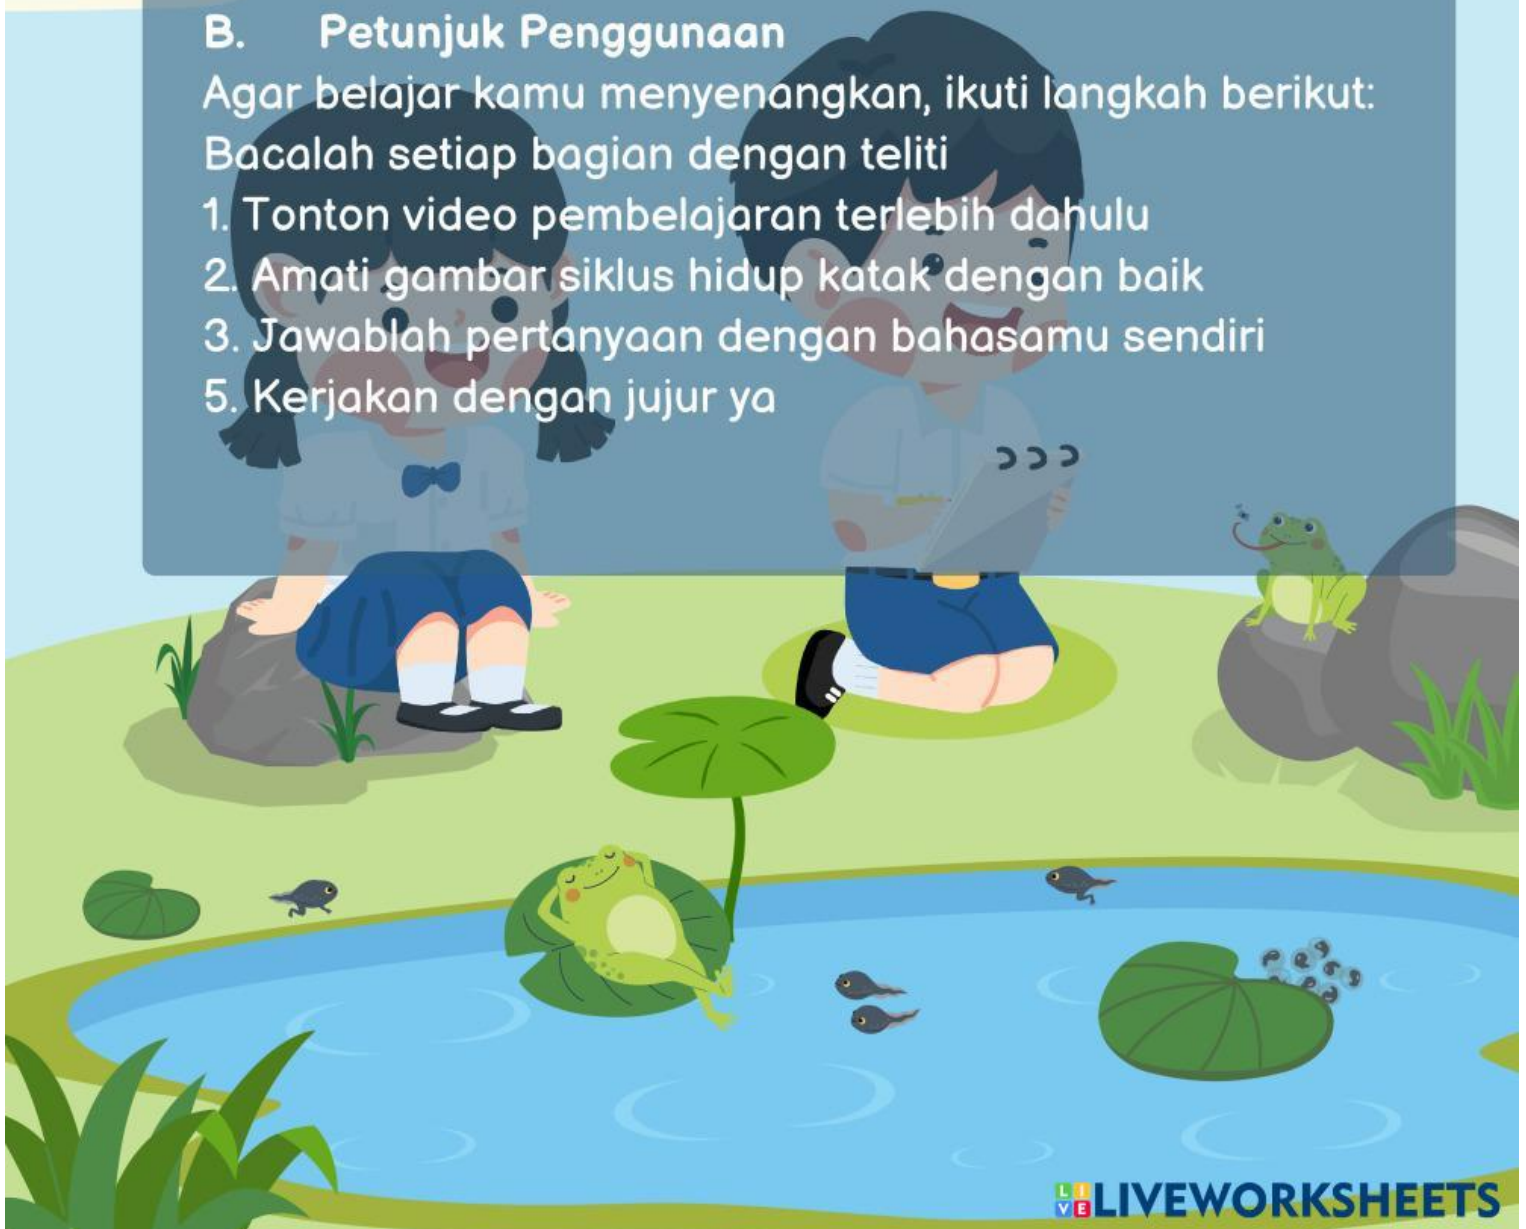 B. Petunjuk Penggunaan
Agar belajar kamu menyenangkan, ikuti langkah berikut:
Bacalah setiap bagian dengan teliti
1. Tonton video pembelajaran terlebih dahulu
2. Amati gambar siklus hidup katak dengan baik
3. Jawablah pertanyaan dengan bahasamu sendiri
5. Kerjakan dengan jujur ya
LIVE LIVEWORKSHEETS